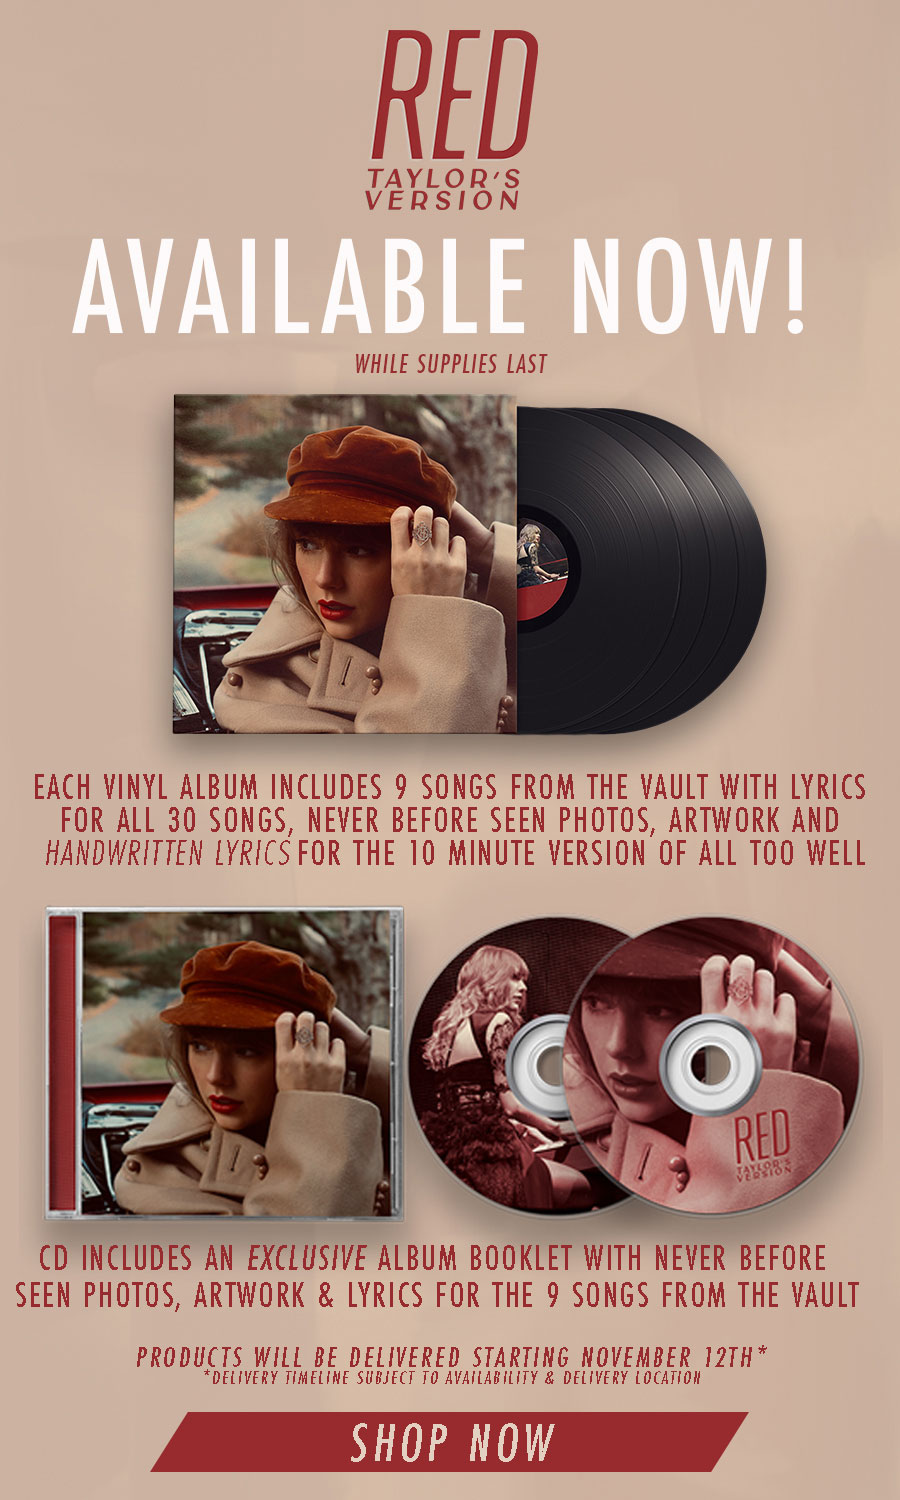 RED
TAYLOR'S
VERSION
AVAILABLE NOW!
WHILE SUPPLIES LAST
EACH VINYL ALBUM INCLUDES 9 SONGS FROM THE VAULT WITH LYRICS
FOR ALL 30 SONGS, NEVER BEFORE SEEN PHOTOS, ARTWORK AND
HANDWRITTEN LYRICS FOR THE 10 MINUTE VERSION OF ALL TOO WELL
RED
TAYLOR'S
VERSION
CD INCLUDES AN EXCLUSIVE ALBUM BOOKLET WITH NEVER BEFORE
SEEN PHOTOS, ARTWORK & LYRICS FOR THE 9 SONGS FROM THE VAULT
PRODUCTS WILL BE DELIVERED STARTING NOVEMBER 12TH*
*DELIVERY TIMELINE SUBJECT TO AVAILABILITY & DELIVERY LOCATION
SHOP NOW